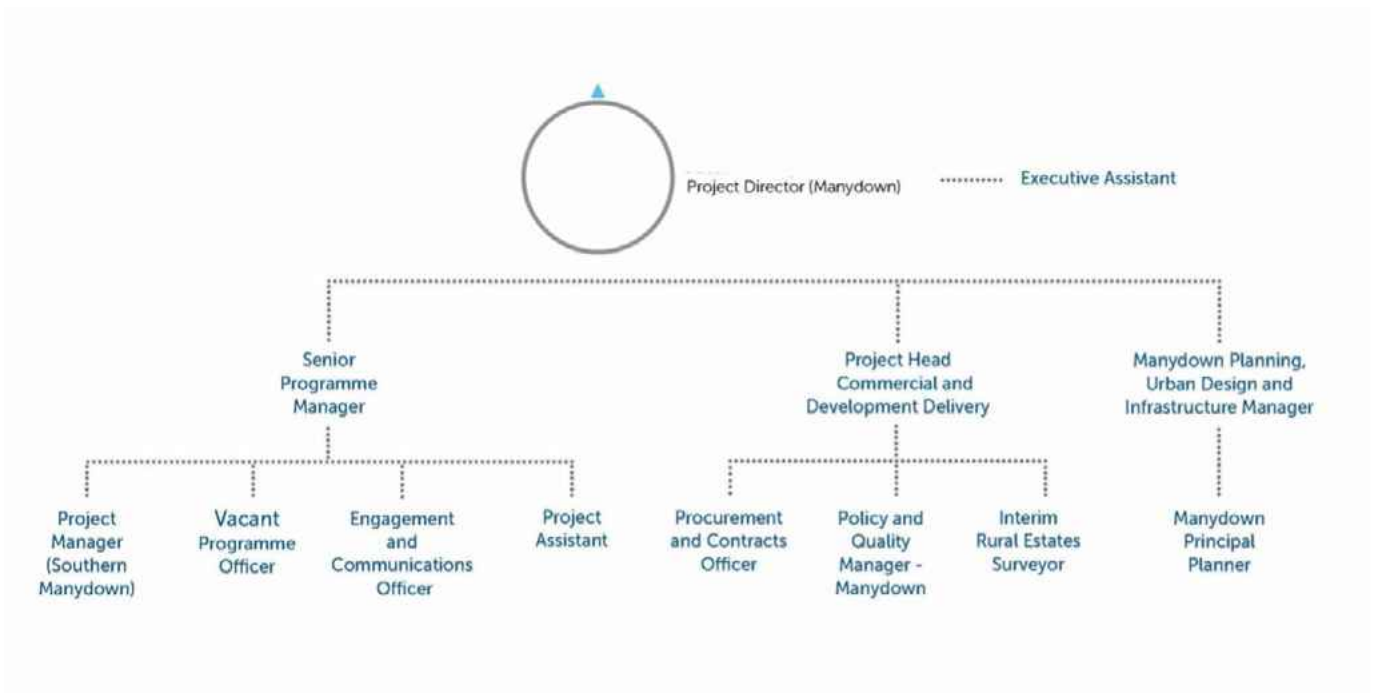 Project Director (Manydown)
Executive Assistant
Senior
Programme
Manager
Project Head
Commercial and
Development Delivery
Manydown Planning,
Urban Design and
Infrastructure Manager
Project
Manager
(Southern
Manydown)
Vacant
Programme
Officer
Engagement
and
Communications
Officer
Project
Assistant
Procurement
and Contracts
Officer
Policy and
Quality
Manager -
Manydown
Interim
Rural Estates
Surveyor
Manydown
Principal
Planner